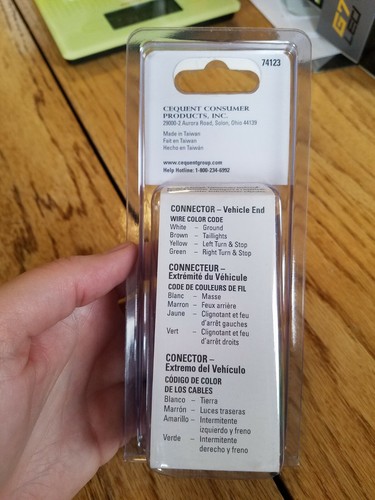 74123
CEQUENT CONSUMER
PRODUCTS, INC.
29000-2 Aurora Road, Solon, Ohio 44139
Made in Taiwan
Fait en Taiwan
Hecho en Taiwán
www.cequentgroup.com
Help Hotline: 1-800-234-6992
CONNECTOR – Vehicle End
WIRE COLOR CODE
White – Ground
Brown – Taillights
Yellow – Left Turn & Stop
Green – Right Turn & Stop
CONNECTEUR –
Extrémité du Véhicule
CODE DE COULEURS DE FIL
Blanc – Masse
Marron – Feux arrière
Jaune – Clignotant et feu
d'arrêt gauches
Vert – Clignotant et feu
d'arrêt droits
CONECTOR –
Extremo del Vehículo
CÓDIGO DE COLOR
DE LOS CABLES
Blanco – Tierra
Marrón – Luces traseras
Amarillo – Intermitente
izquierdo y freno
Verde – Intermitente
derecho y freno